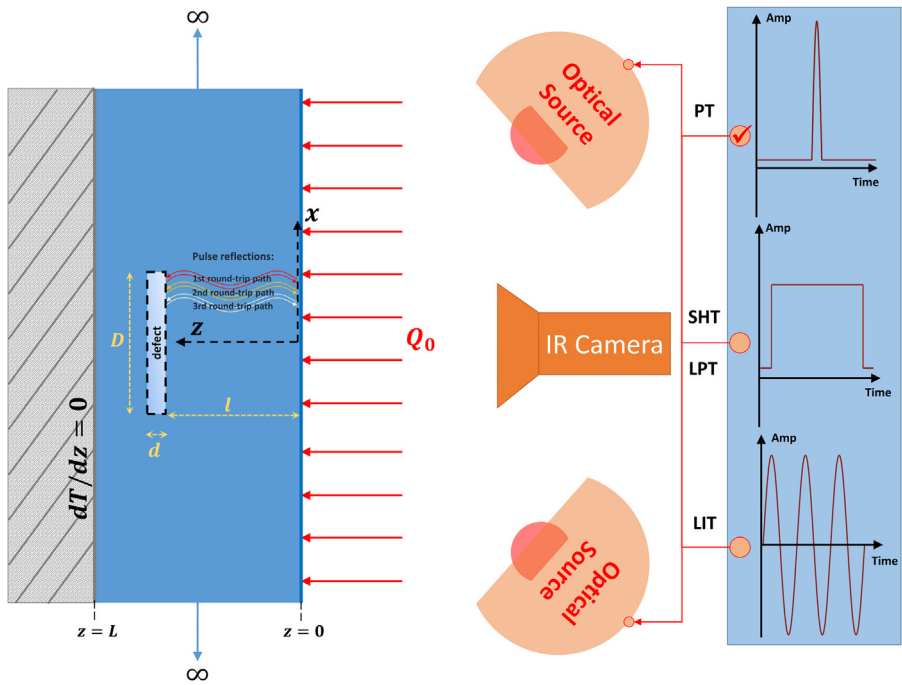 ∞
x
Pulse reflections:
1st round-trip path
2nd round-trip path
3rd round-trip path
z
D
defect
l
d
Q₀
dT/dz = 0
z = L
z = 0
∞
Optical
Source
IR Camera
Optical
Source
PT
SHT
LPT
LIT
Amp
Time
Amp
Time
Amp
Time